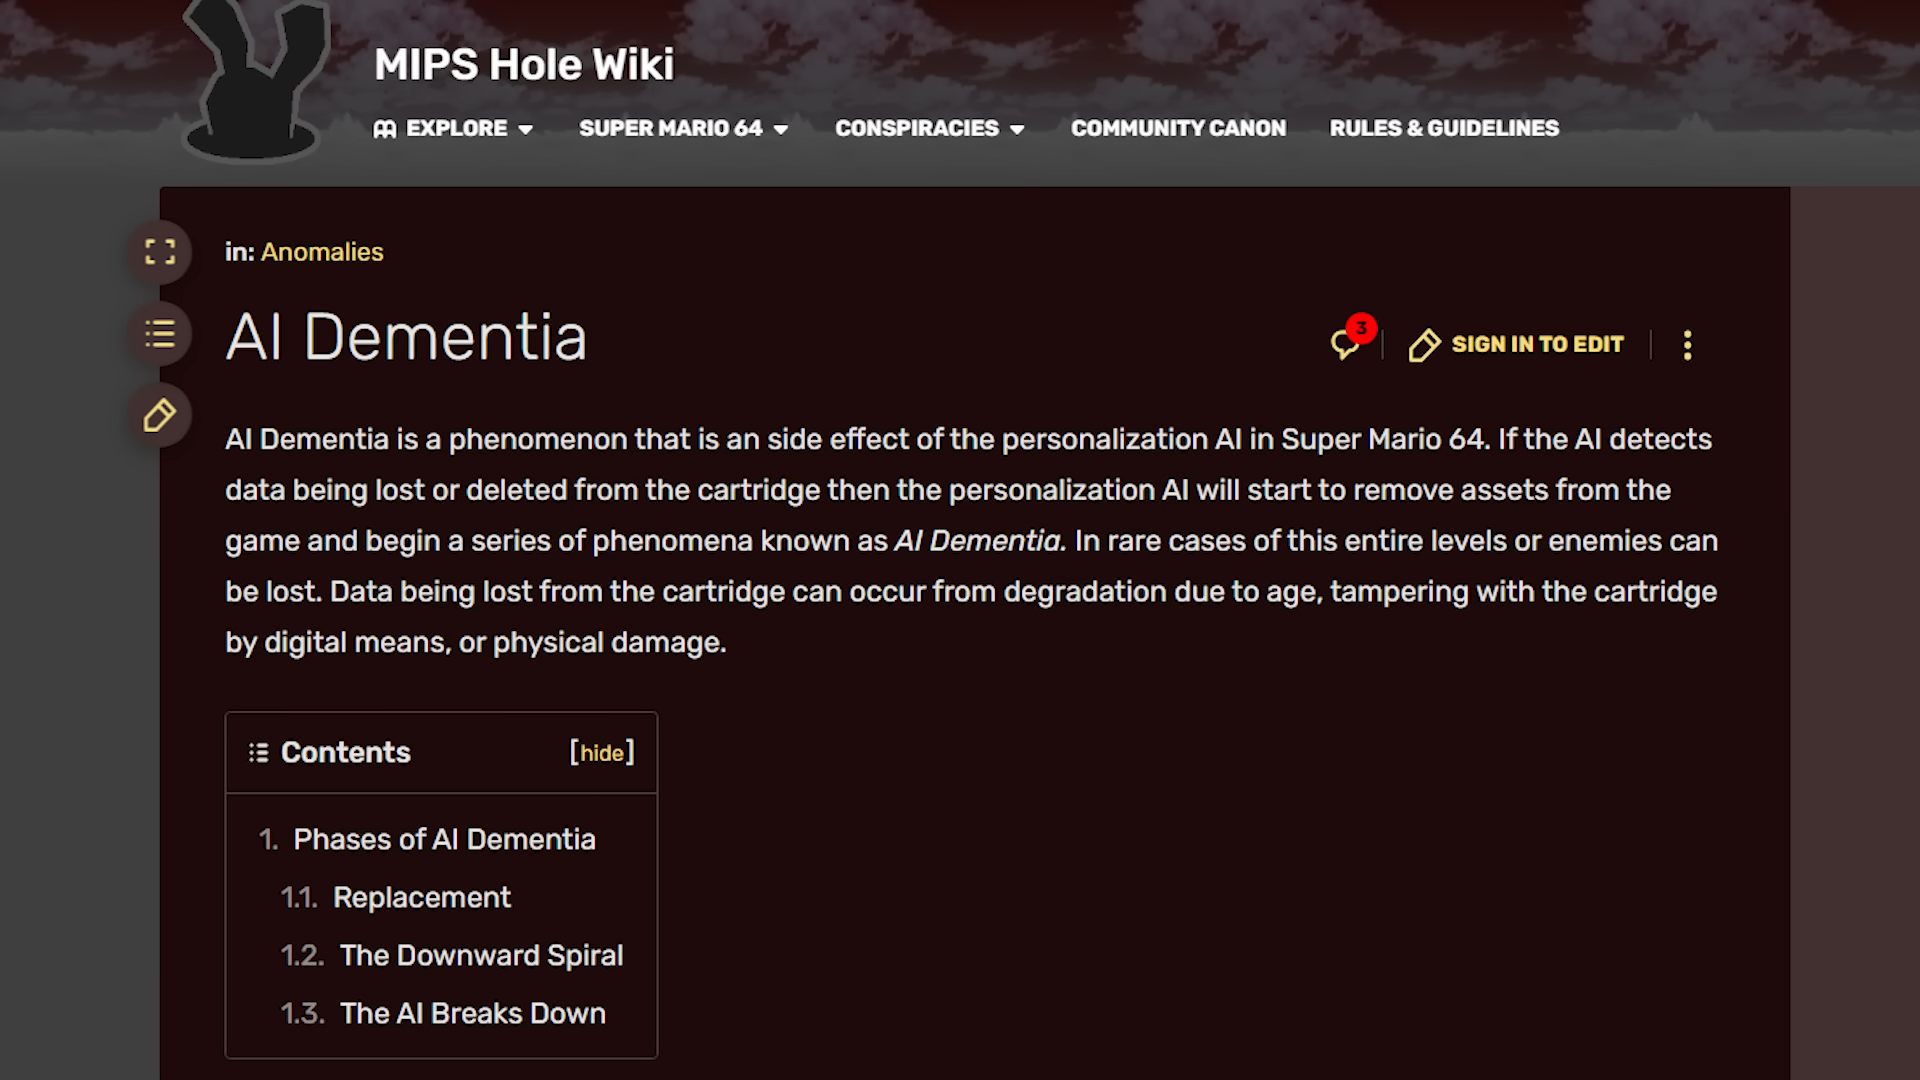 MIPS Hole Wiki
EXPLORE SUPER MARIO 64 CONSPIRACIES COMMUNITY CANON RULES & GUIDELINES
in: Anomalies
AI Dementia
3 SIGN IN TO EDIT
AI Dementia is a phenomenon that is an side effect of the personalization AI in Super Mario 64. If the AI detects
data being lost or deleted from the cartridge then the personalization AI will start to remove assets from the
game and begin a series of phenomena known as AI Dementia. In rare cases of this entire levels or enemies can
be lost. Data being lost from the cartridge can occur from degradation due to age, tampering with the cartridge
by digital means, or physical damage.
Contents [hide]
1. Phases of AI Dementia
1.1. Replacement
1.2. The Downward Spiral
1.3. The AI Breaks Down